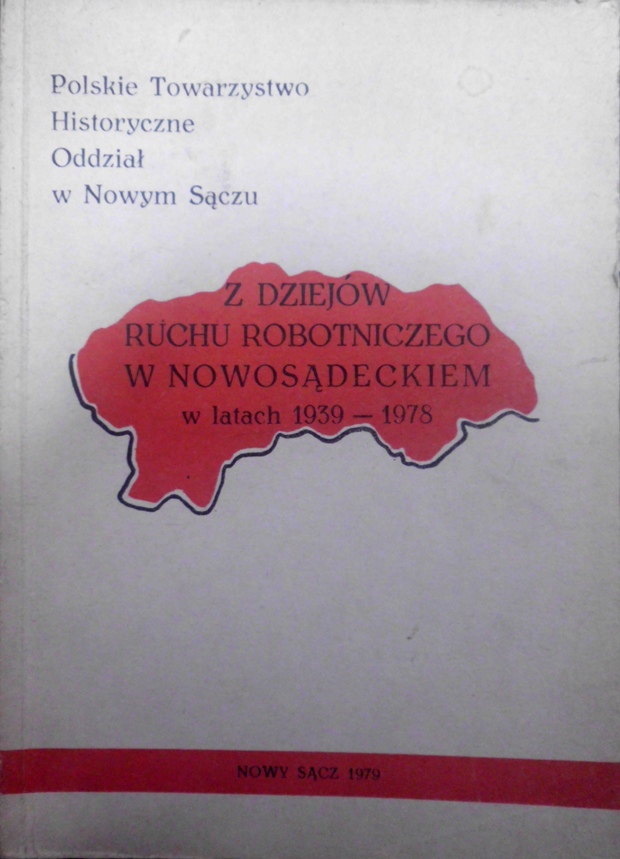 Polskie Towarzystwo
Historyczne
Oddział
w Nowym Sączu
Z DZIEJÓW
RUCHU ROBOTNICZEGO
W NOWOSĄDECKIEM
w latach 1939 — 1978
NOWY SĄCZ 1979